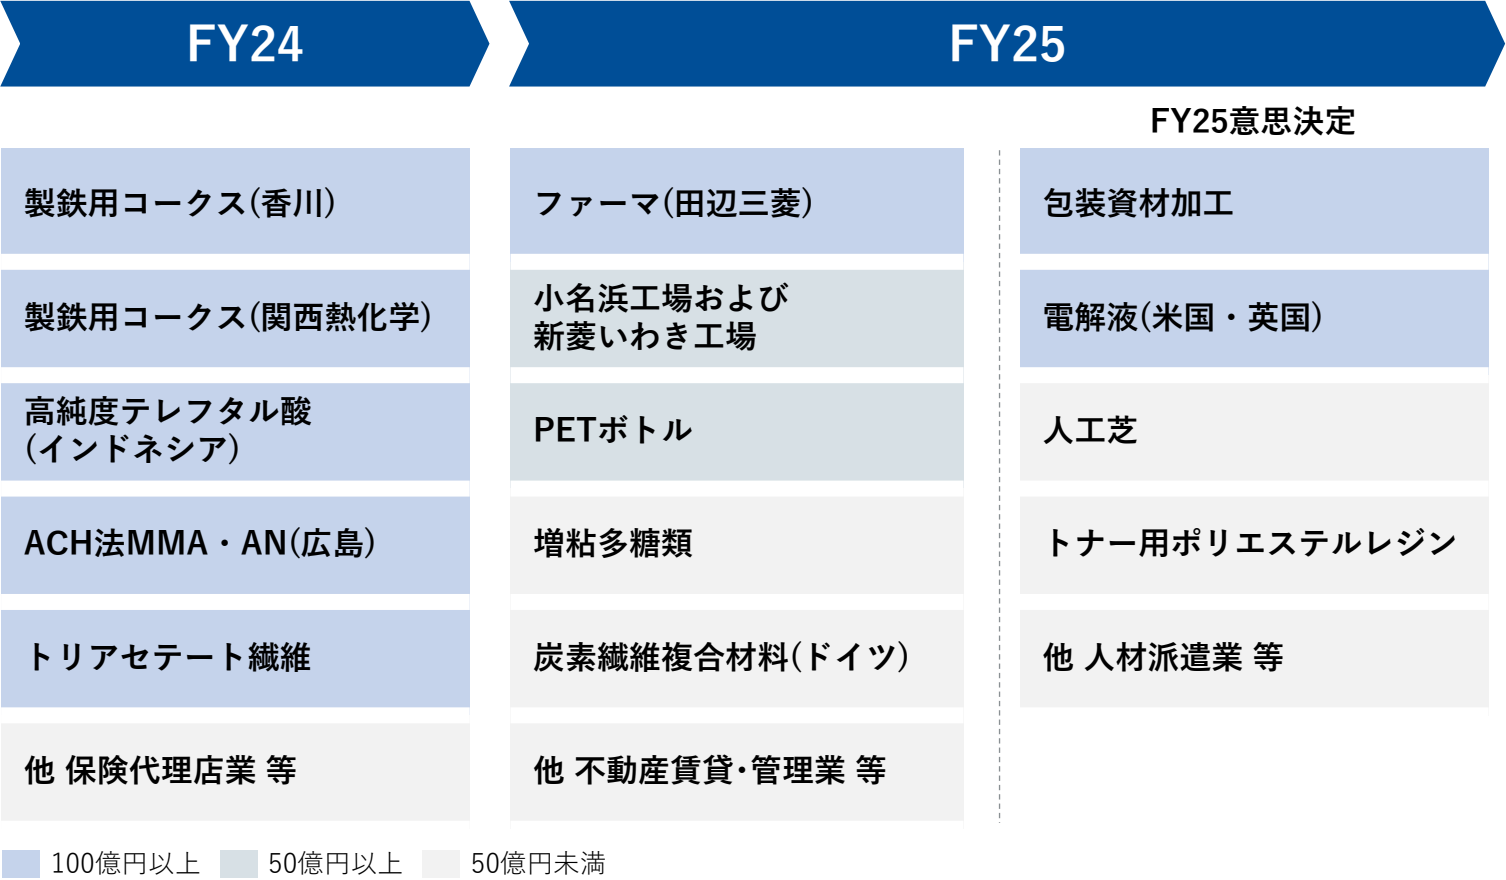 FY24
FY25
FY25意思決定
製鉄用コークス(香川)
製鉄用コークス(関西熱化学)
高純度テレフタル酸
(インドネシア)
ACH法MMA・AN(広島)
トリアセテート繊維
他 保険代理店業 等
ファーマ(田辺三菱)
小名浜工場および
新菱いわき工場
PETボトル
増粘多糖類
炭素繊維複合材料(ドイツ)
他 不動産賃貸･管理業 等
包装資材加工
電解液(米国・英国)
人工芝
トナー用ポリエステルレジン
他 人材派遣業 等
100億円以上
50億円以上
50億円未満